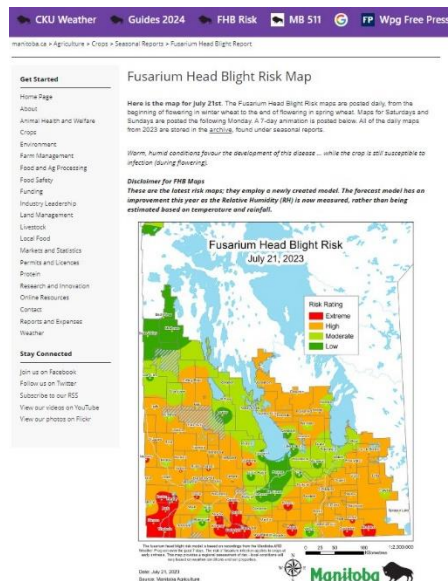 CKU Weather Guides 2024 FHB Risk MB 511 Wpg Free Press
manitoba.ca » Agriculture » Crops » Seasonal Reports » Fusarium Head Blight Report
Get Started
Home Page
About
Animal Health and Welfare
Crops
Environment
Farm Management
Food and Ag Processing
Food Safety
Funding
Industry Leadership
Land Management
Livestock
Local Food
Markets and Statistics
Permits and Licences
Protein
Research and Innovation
Online Resources
Contact
Reports and Expenses
Weather
Stay Connected
Join us on Facebook
Follow us on Twitter
Subscribe to our RSS
View our videos on YouTube
View our photos on Flickr
Fusarium Head Blight Risk Map
Here is the map for July 21st. The Fusarium Head Blight Risk maps are posted daily, from the
beginning of flowering in winter wheat to the end of flowering in spring wheat. Maps for Saturdays and
Sundays are posted the following Monday. A 7-day animation is posted below. All of the daily maps
from 2023 are stored in the archive, found under seasonal reports.
Warm, humid conditions favour the development of this disease ... while the crop is still susceptible to
infection (during flowering).
Disclaimer for FHB Maps
These are the latest risk maps; they employ a newly created model. The forecast model has an
improvement this year as the Relative Humidity (RH) is now measured, rather than being
estimated based on temperature and rainfall.
Fusarium Head Blight Risk
July 21, 2023
Risk Rating
Extreme
High
Moderate
Low
Date: July 21, 2023
Source: Manitoba Agriculture
Manitoba